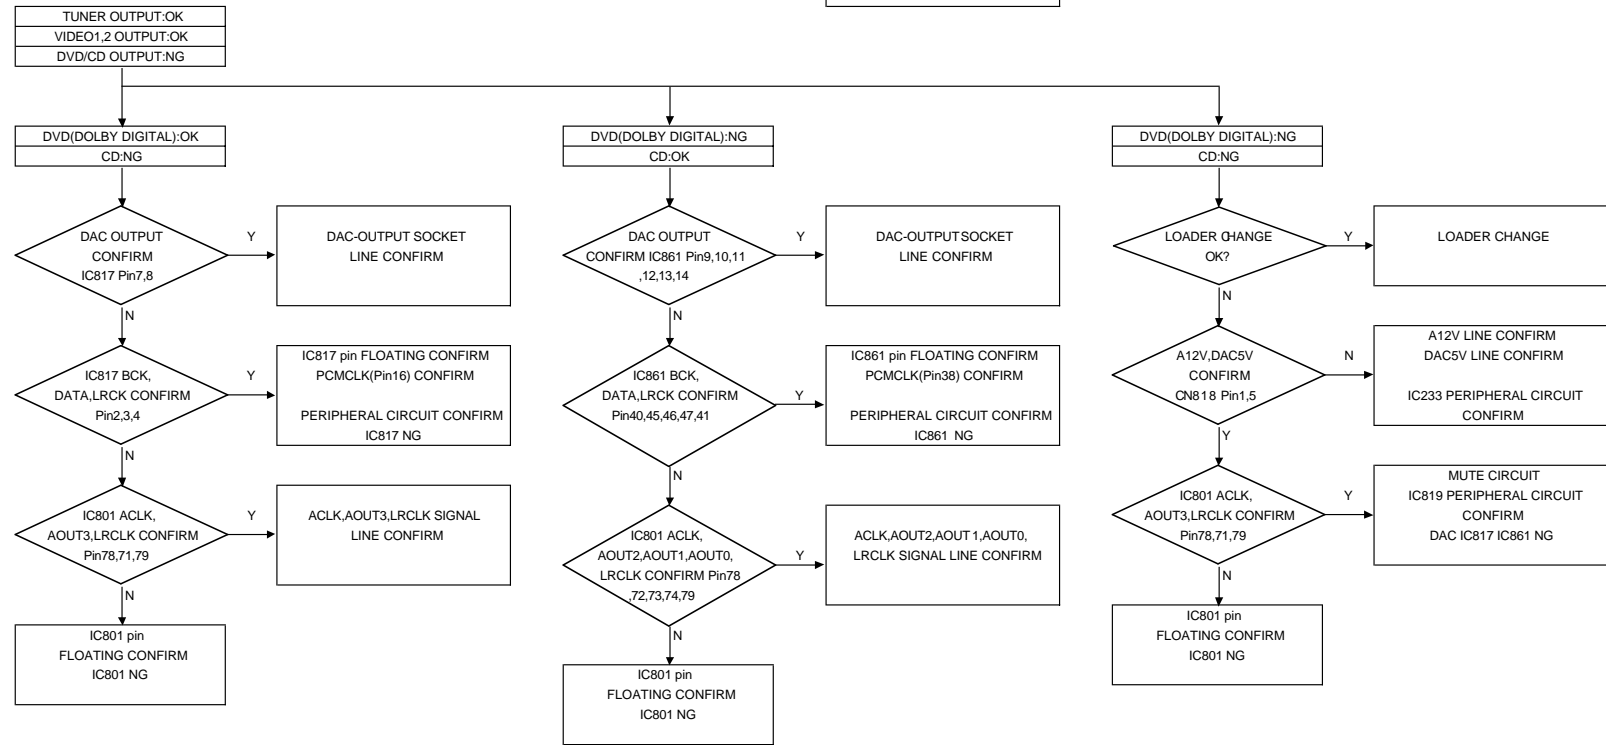 TUNER OUTPUT:OK
VIDEO1,2 OUTPUT:OK
DVD/CD OUTPUT:NG
DVD(DOLBY DIGITAL):OK
CD:NG
DAC OUTPUT
CONFIRM
IC817 Pin7,8
Y
DAC-OUTPUT SOCKET
LINE CONFIRM
N
IC817 BCK,
DATA,LRCK CONFIRM
Pin2,3,4
Y
IC817 pin FLOATING CONFIRM
PCMCLK(Pin16) CONFIRM
PERIPHERAL CIRCUIT CONFIRM
IC817 NG
N
IC801 ACLK,
AOUT3,LRCLK CONFIRM
Pin78,71,79
Y
ACLK,AOUT3,LRCLK SIGNAL
LINE CONFIRM
N
IC801 pin
FLOATING CONFIRM
IC801 NG
DVD(DOLBY DIGITAL):NG
CD:OK
DAC OUTPUT
CONFIRM IC861 Pin9,10,11
,12,13,14
Y
DAC-OUTPUT SOCKET
LINE CONFIRM
N
IC861 BCK,
DATA,LRCK CONFIRM
Pin40,45,46,47,41
Y
IC861 pin FLOATING CONFIRM
PCMCLK(Pin38) CONFIRM
PERIPHERAL CIRCUIT CONFIRM
IC861 NG
N
IC801 ACLK,
AOUT2,AOUT1,AOUT0,
LRCLK CONFIRM Pin78
,72,73,74,79
Y
ACLK,AOUT2,AOUT 1,AOUT0,
LRCLK SIGNAL LINE CONFIRM
N
IC801 pin
FLOATING CONFIRM
IC801 NG
DVD(DOLBY DIGITAL):NG
CD:NG
LOADER CHANGE
OK?
Y
LOADER CHANGE
N
A12V,DAC5V
CONFIRM
CN818 Pin1,5
N
A12V LINE CONFIRM
DAC5V LINE CONFIRM
IC233 PERIPHERAL CIRCUIT
CONFIRM
Y
IC801 ACLK,
AOUT3,LRCLK CONFIRM
Pin78,71,79
Y
MUTE CIRCUIT
IC819 PERIPHERAL CIRCUIT
CONFIRM
DAC IC817 IC861 NG
N
IC801 pin
FLOATING CONFIRM
IC801 NG